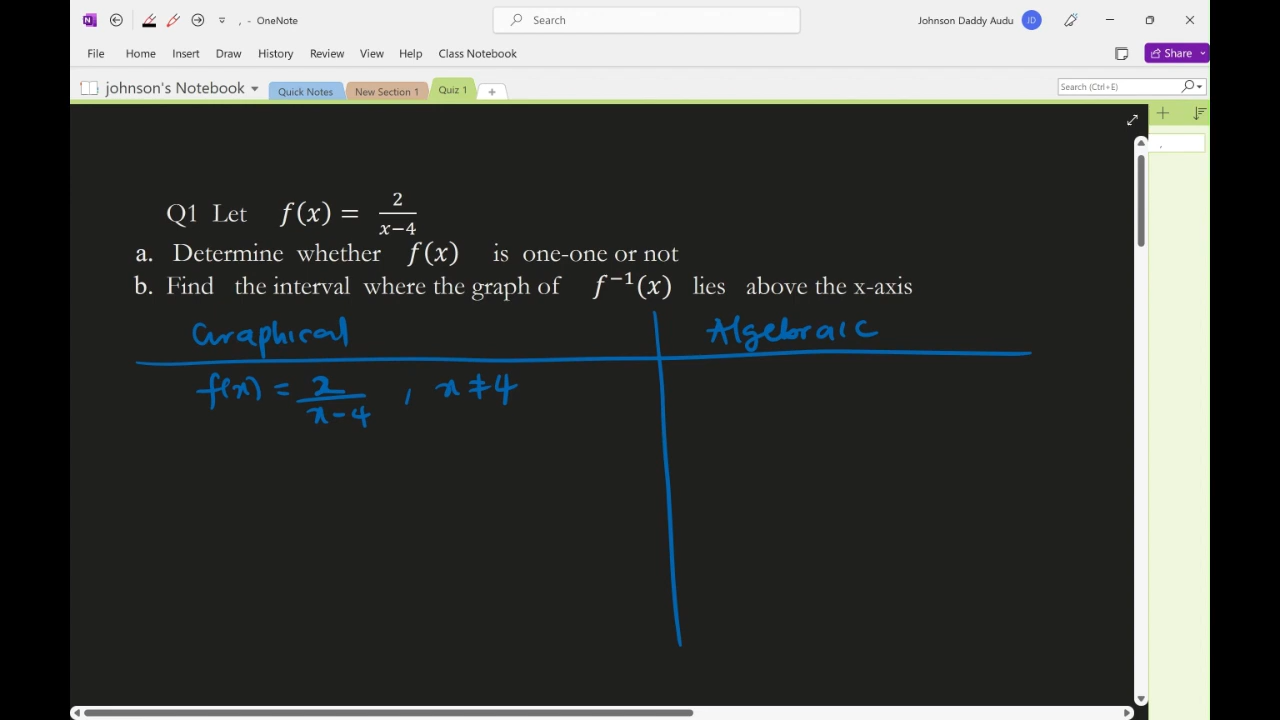 , - OneNote
Search
Johnson Daddy Audu JD
File Home Insert Draw History Review View Help Class Notebook
Share
johnson's Notebook Quick Notes New Section 1 Quiz 1 +
Search (Ctrl+E)
Q1 Let f(x) = 2/(x−4)
a. Determine whether f(x) is one-one or not
b. Find the interval where the graph of f⁻¹(x) lies above the x-axis
Graphical
Algebraic
f(x) = 2/(x-4) , x ≠ 4